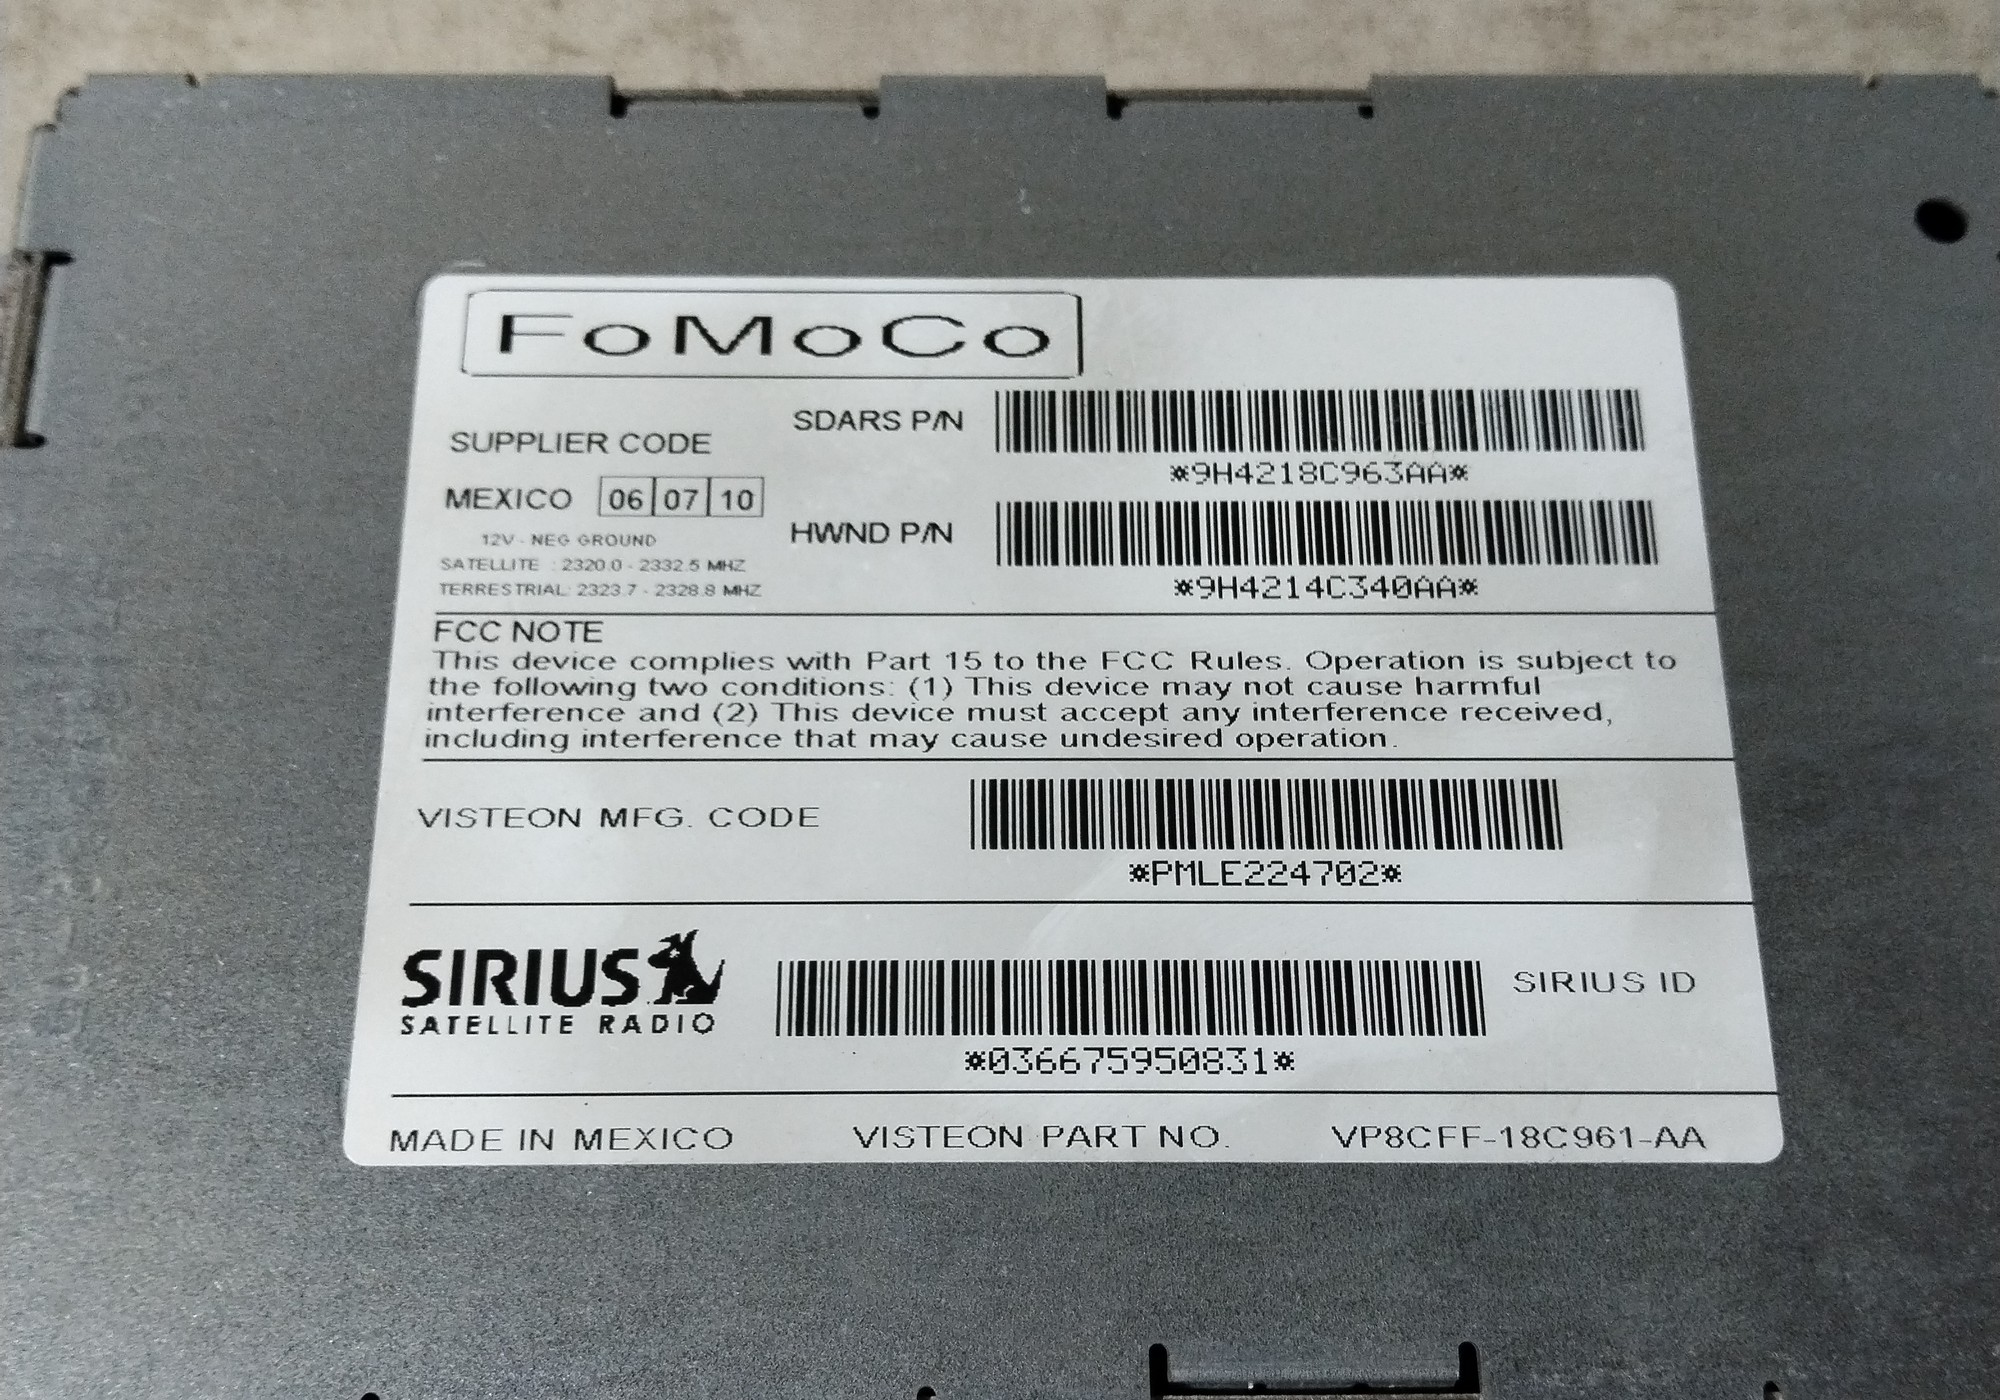 FoMoCo
SUPPLIER CODE
MEXICO 06 07 10
12V - NEG GROUND
SATELLITE : 2320.0 - 2332.5 MHZ
TERRESTRIAL: 2323.7 - 2328.8 MHZ
SDARS P/N
*9H4218C963AA*
HWND P/N
*9H4214C340AA*
FCC NOTE
This device complies with Part 15 to the FCC Rules. Operation is subject to
the following two conditions: (1) This device may not cause harmful
interference and (2) This device must accept any interference received,
including interference that may cause undesired operation.
VISTEON MFG. CODE
*PMLE224702*
SIRIUS
SATELLITE RADIO
*036675950831*
SIRIUS ID
MADE IN MEXICO VISTEON PART NO. VP8CFF-18C961-AA